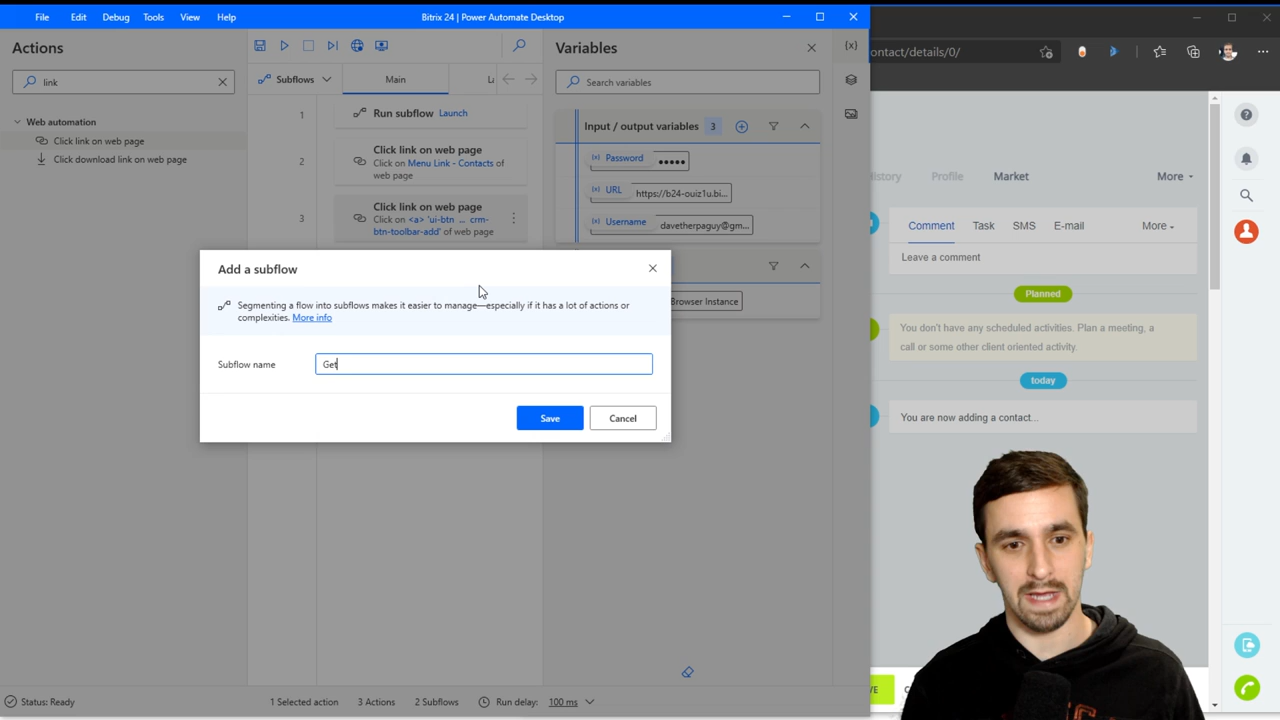 File Edit Debug Tools View Help
Bitrix 24 | Power Automate Desktop
Actions
link
Web automation
Click link on web page
Click download link on web page
Subflows
Main
1
Run subflow Launch
2
Click link on web page
Click on Menu Link - Contacts of
web page
3
Click link on web page
Click on <a> 'ui-btn ... crm-
btn-toolbar-add' of web page
Variables
{x}
Search variables
Input / output variables 3
{x} Password
{x} URL https://b24-ouiz1u.bi...
{x} Username davetherpaguy@gm...
Browser Instance
Add a subflow
Segmenting a flow into subflows makes it easier to manage—especially if it has a lot of actions or
complexities. More info
Subflow name
Get
Save
Cancel
Status: Ready
1 Selected action
3 Actions
2 Subflows
Run delay: 100 ms
ontact/details/0/
History Profile Market More
Comment Task SMS E-mail More
Leave a comment
Planned
You don't have any scheduled activities. Plan a meeting, a
call or some other client oriented activity.
today
You are now adding a contact...